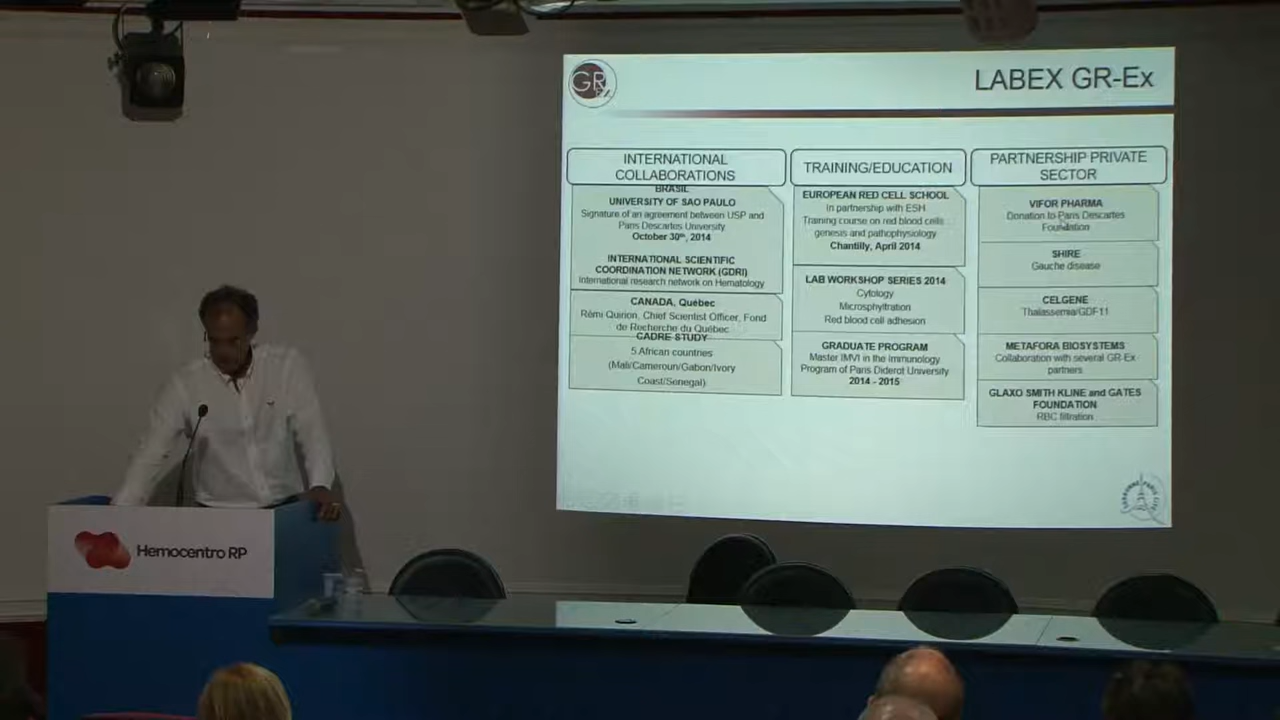 GR
Ex
LABEX GR-Ex
INTERNATIONAL
COLLABORATIONS
BRASIL
UNIVERSITY OF SAO PAULO
Signature of an agreement between USP and
Paris Descartes University
October 30th, 2014
INTERNATIONAL SCIENTIFIC
COORDINATION NETWORK (GDRI)
International research network on Hematology
CANADA, Québec
Rémi Quirion, Chief Scientist Officer, Fond
de Recherche du Québec
CADRE STUDY
5 African countries
(Mali/Cameroun/Gabon/Ivory
Coast/Senegal)
TRAINING/EDUCATION
EUROPEAN RED CELL SCHOOL
In partnership with ESH
Training course on red blood cells
genesis and pathophysiology
Chantilly, April 2014
LAB WORKSHOP SERIES 2014
Cytology
Microsphyltration
Red blood cell adhesion
GRADUATE PROGRAM
Master IMVI in the Immunology
Program of Paris Diderot University
2014 - 2015
PARTNERSHIP PRIVATE
SECTOR
VIFOR PHARMA
Donation to Paris Descartes
Foundation
SHIRE
Gauche disease
CELGENE
Thalassemia/GDF11
METAFORA BIOSYSTEMS
Collaboration with several GR-Ex
partners
GLAXO SMITH KLINE and GATES
FOUNDATION
RBC filtration
Hemocentro RP